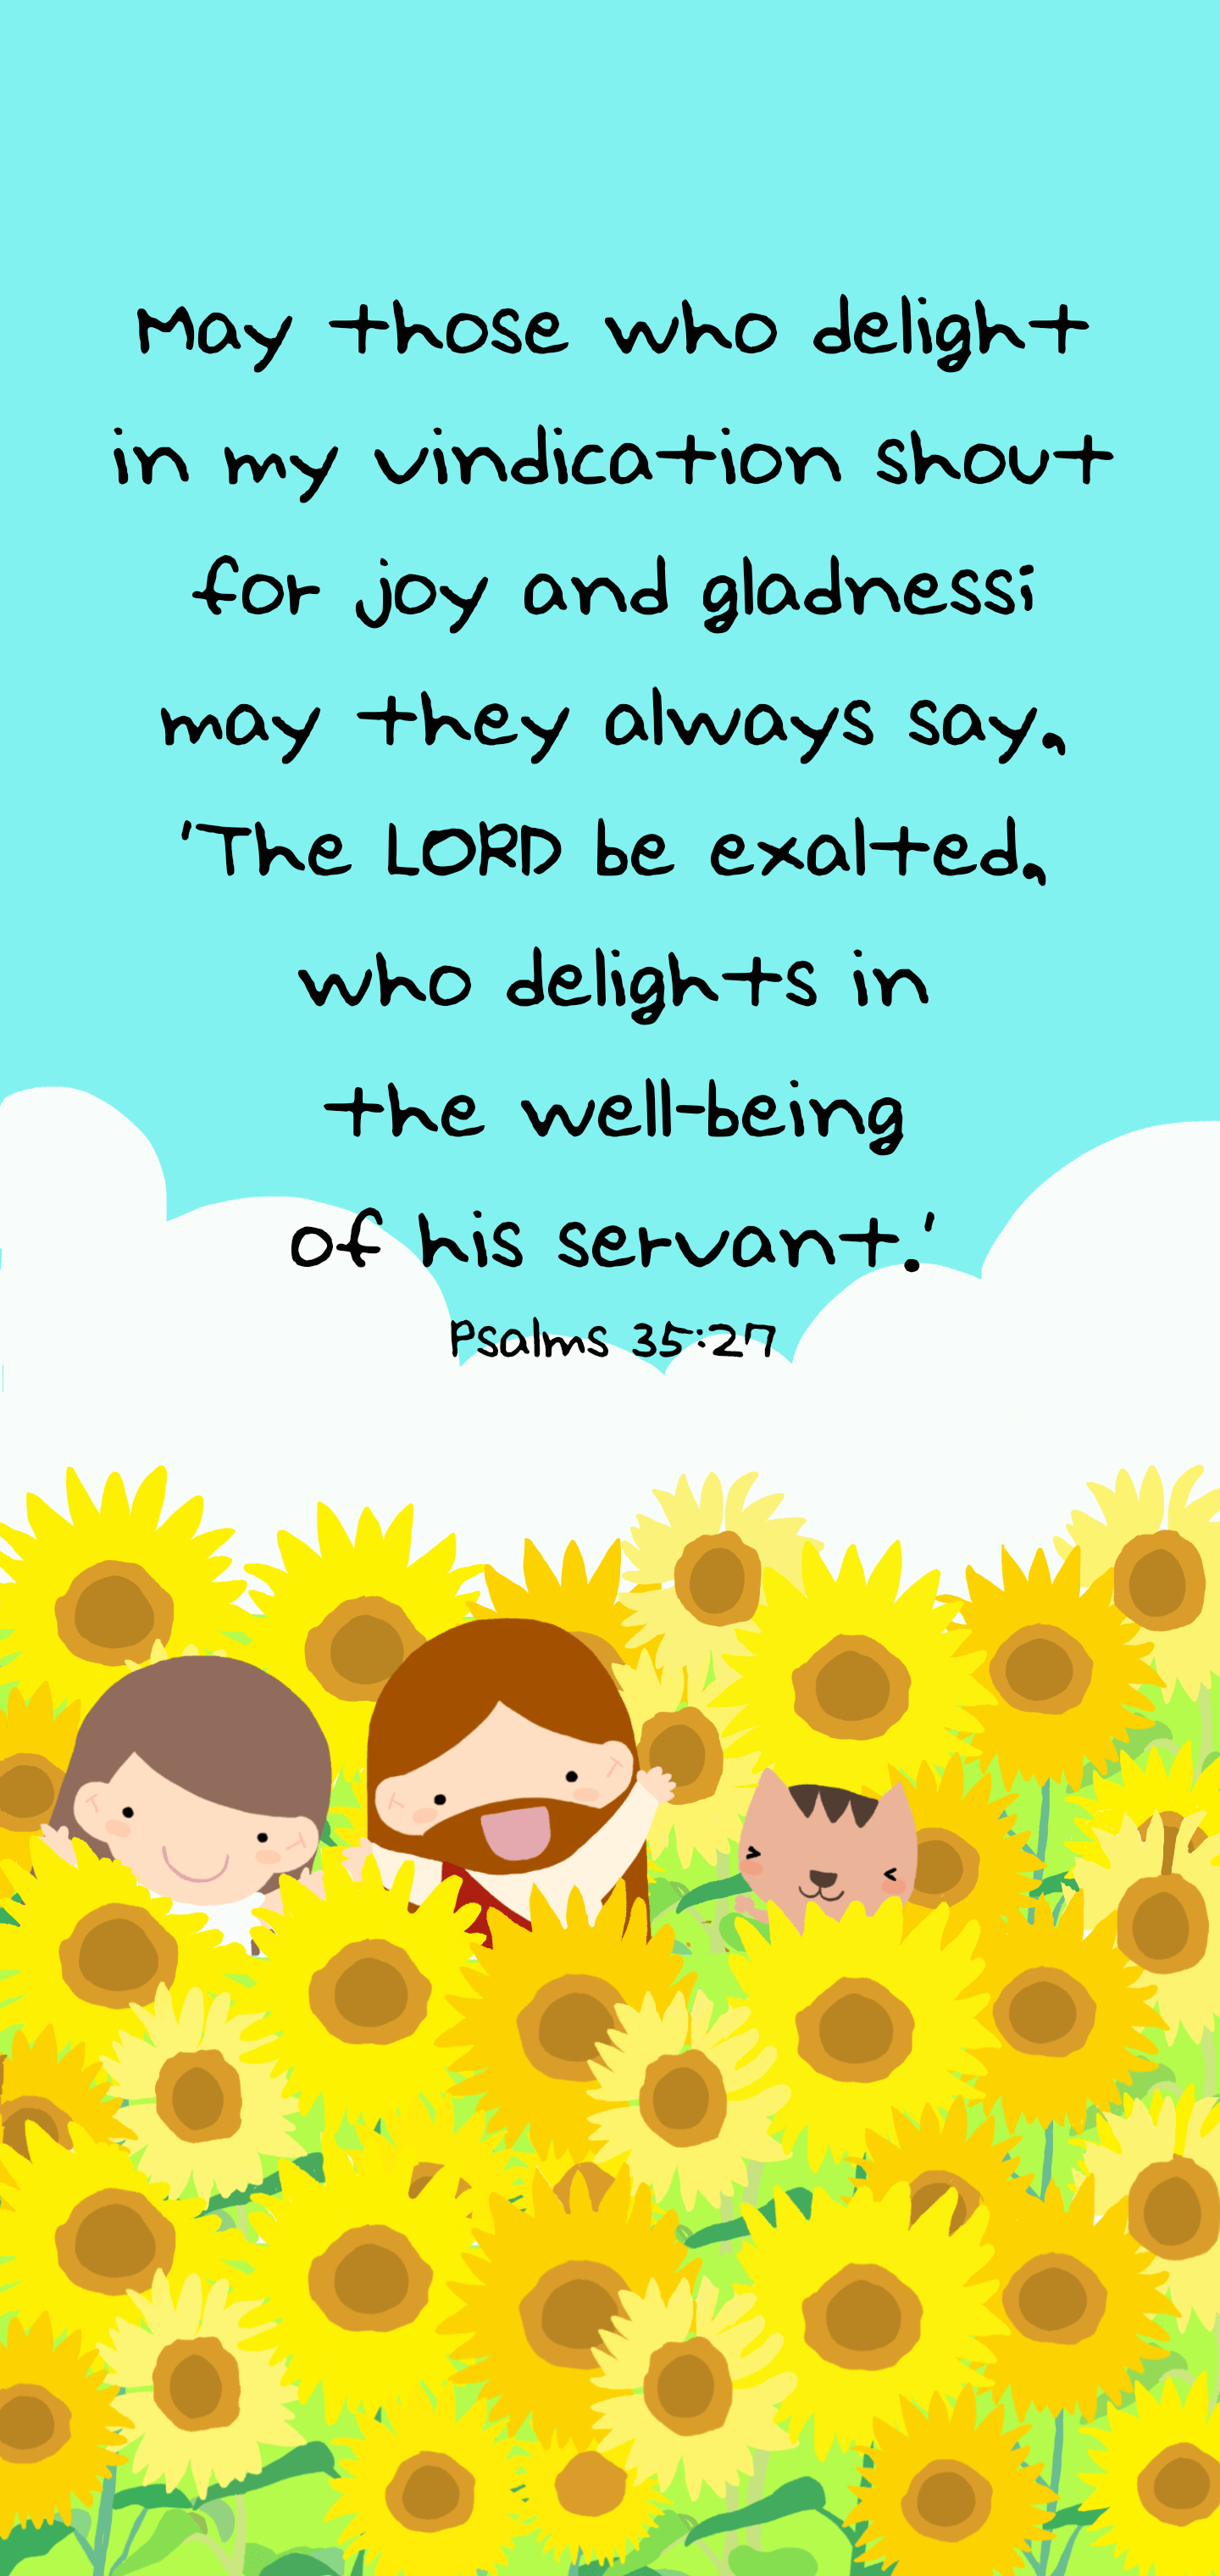 May those who delight
in my vindication shout
for joy and gladnessi
may they always say,
'The LORD be exalted,
who delights in
the well-being
of his servant.'
Psalms 35:27